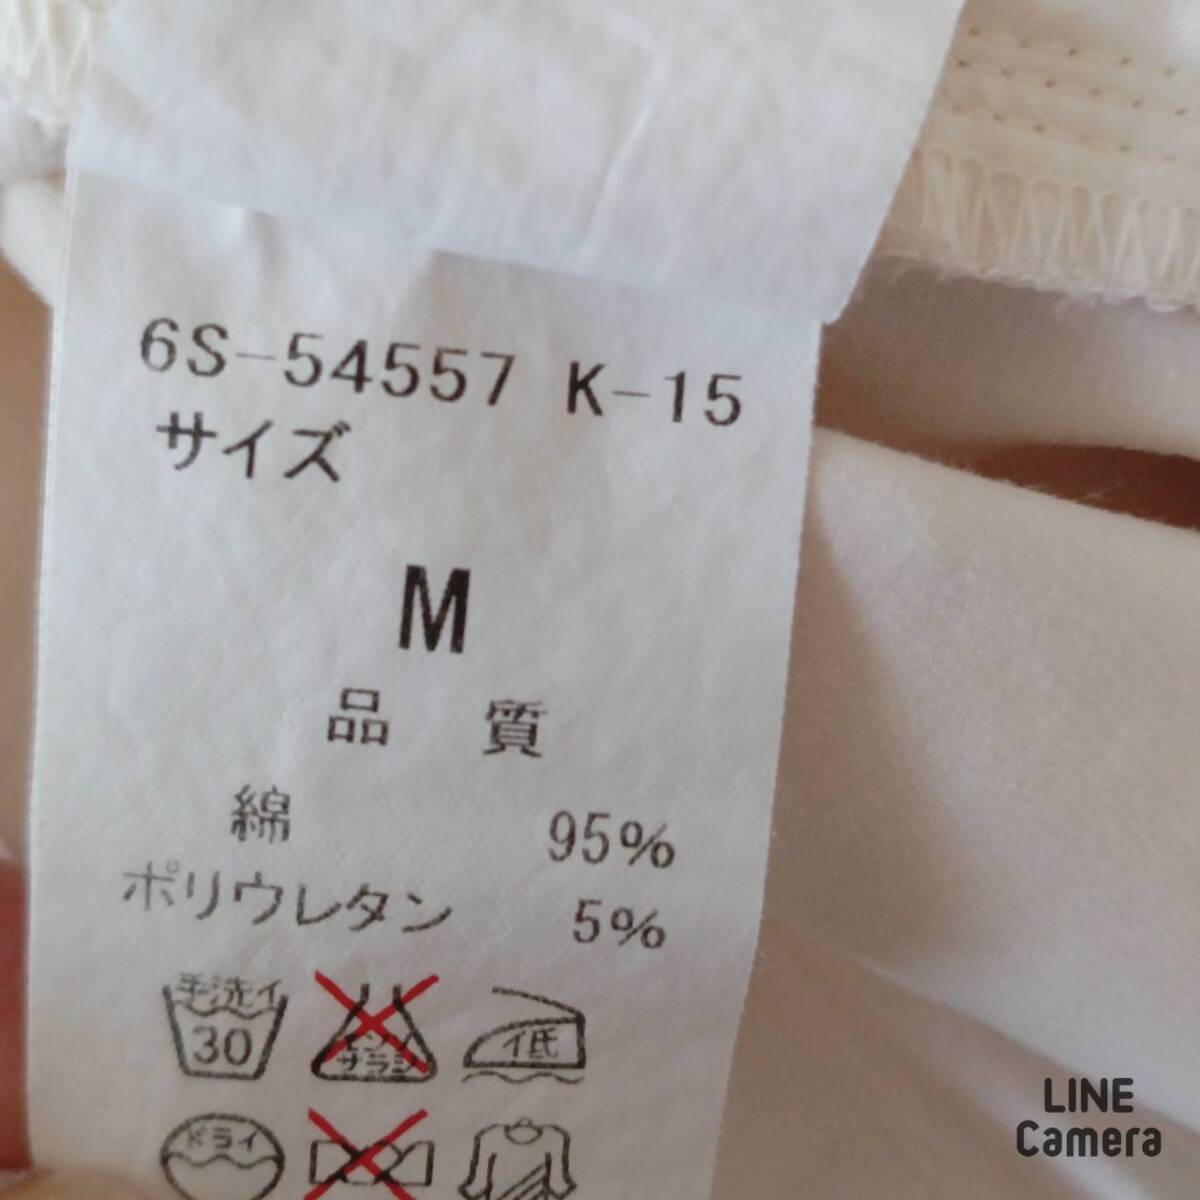 6S-54557 K-15
サイズ
M
品 質
綿 95%
ポリウレタン 5%
手洗イ
30
エンソ
サラシ
低
ドライ
LINE
Camera